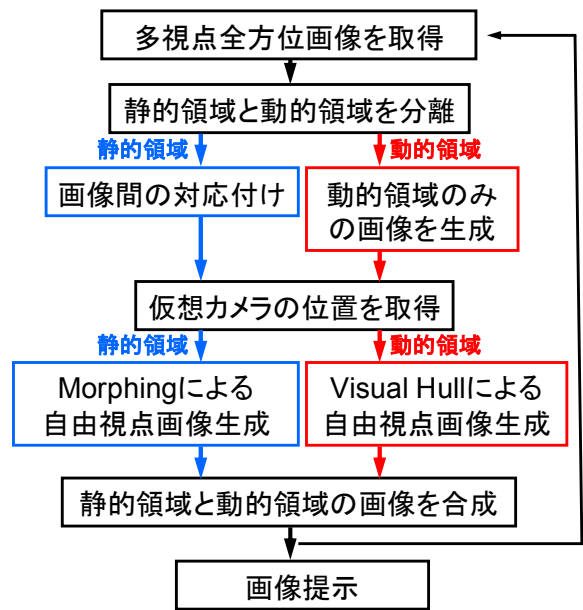 多視点全方位画像を取得
静的領域と動的領域を分離
静的領域
動的領域
画像間の対応付け
動的領域のみ
の画像を生成
仮想カメラの位置を取得
静的領域
動的領域
Morphingによる
自由視点画像生成
Visual Hullによる
自由視点画像生成
静的領域と動的領域の画像を合成
画像提示